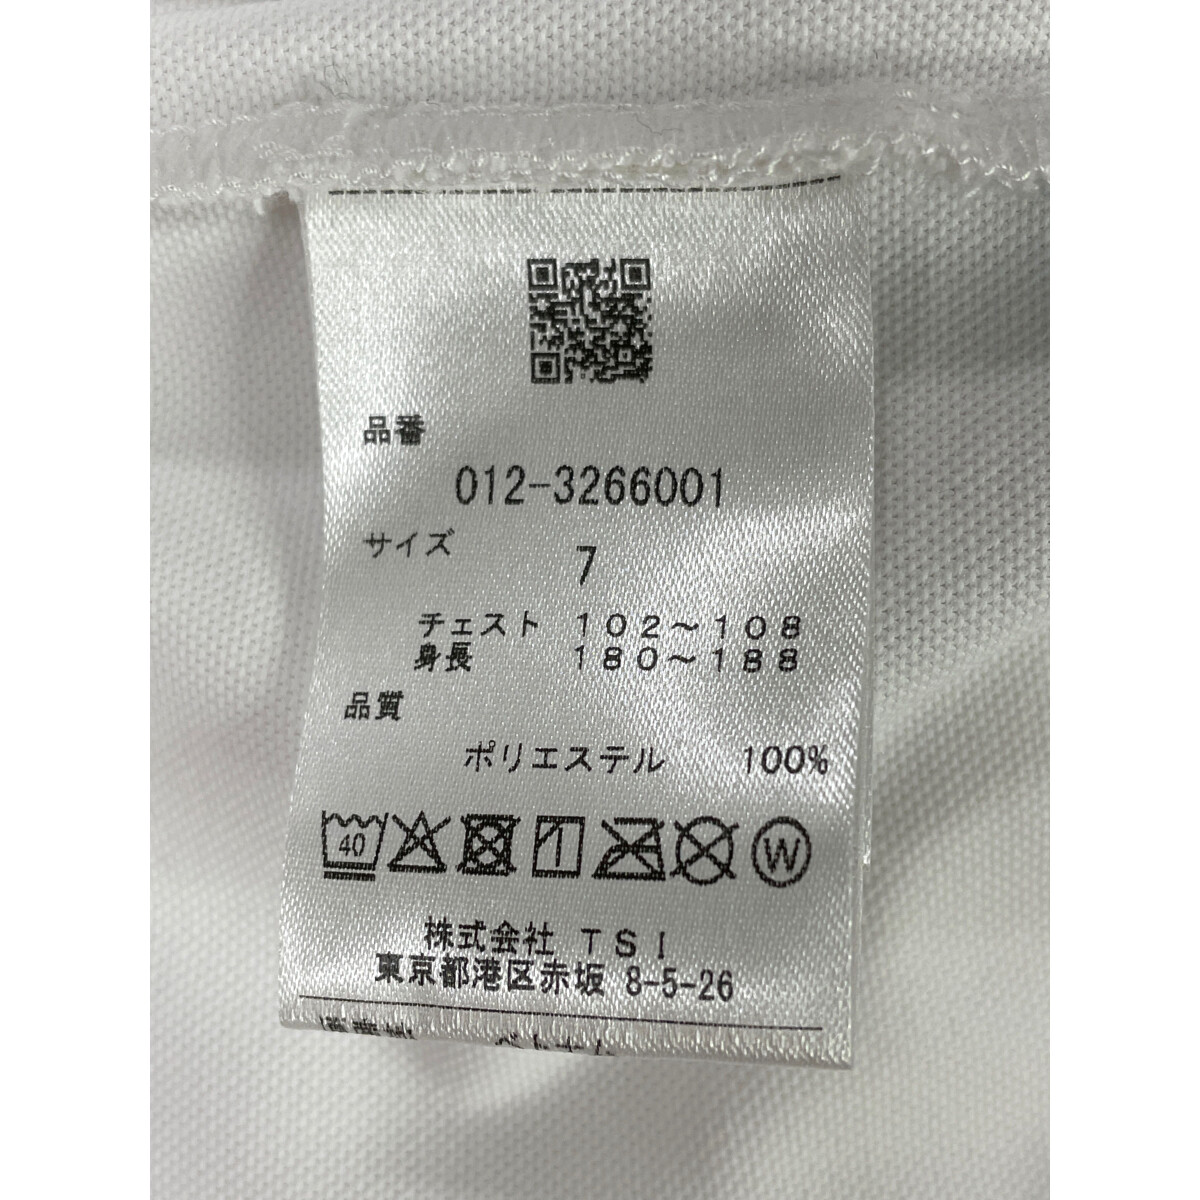 品番
012-3266001
サイズ 7
チェスト 102～108
身長 180～188
品質
ポリエステル 100%
40
W
株式会社 TSI
東京都港区赤坂 8-5-26